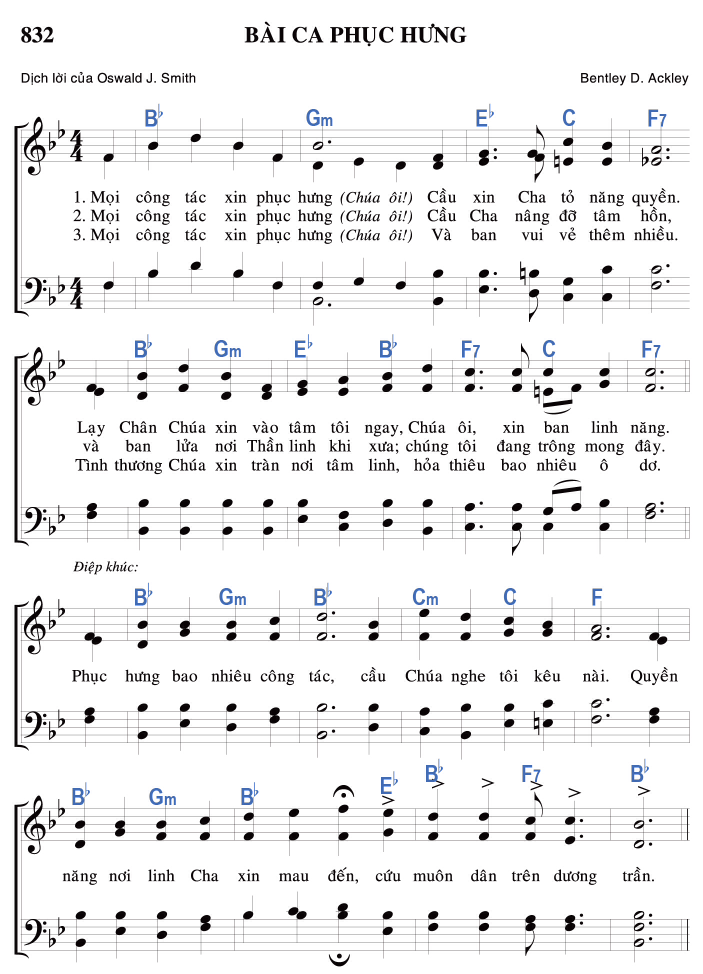 832 BÀI CA PHỤC HƯNG
Dịch lời của Oswald J. Smith Bentley D. Ackley
B♭ Gm E♭ C F7
1. Mọi công tác xin phục hưng (Chúa ôi!) Cầu xin Cha tỏ năng quyền.
2. Mọi công tác xin phục hưng (Chúa ôi!) Cầu Cha nâng đỡ tâm hồn,
3. Mọi công tác xin phục hưng (Chúa ôi!) Và ban vui vẻ thêm nhiều.
B♭ Gm E♭ B♭ F7 C F7
Lạy Chân Chúa xin vào tâm tôi ngay, Chúa ôi, xin ban linh năng.
và ban lửa nơi Thần linh khi xưa; chúng tôi đang trông mong đây.
Tình thương Chúa xin tràn nơi tâm linh, hỏa thiêu bao nhiêu ô dơ.
Điệp khúc:
B♭ Gm B♭ Cm C F
Phục hưng bao nhiêu công tác, cầu Chúa nghe tôi kêu nài. Quyền
B♭ Gm B♭ E♭ B♭ F7 B♭
năng nơi linh Cha xin mau đến, cứu muôn dân trên dương trần.